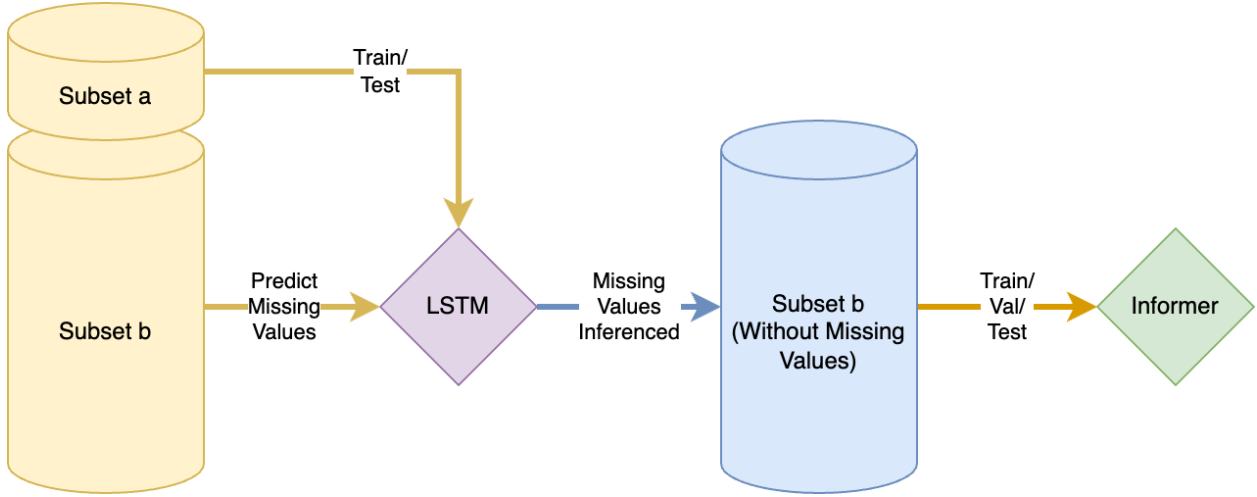 Subset a
Train/
Test
Subset b
Predict
Missing
Values
LSTM
Missing
Values
Inferenced
Subset b
(Without Missing
Values)
Train/
Val/
Test
Informer